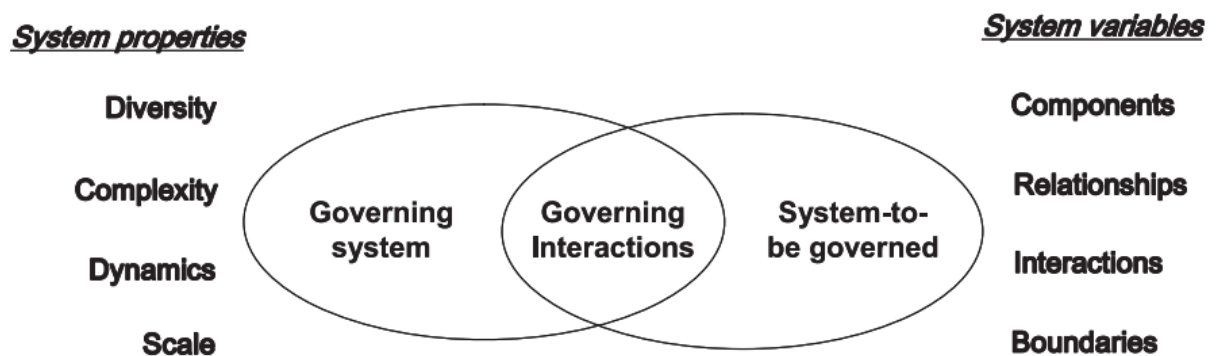 System properties
Diversity
Complexity
Dynamics
Scale
Governing
system
Governing
Interactions
System-to-
be governed
System variables
Components
Relationships
Interactions
Boundaries